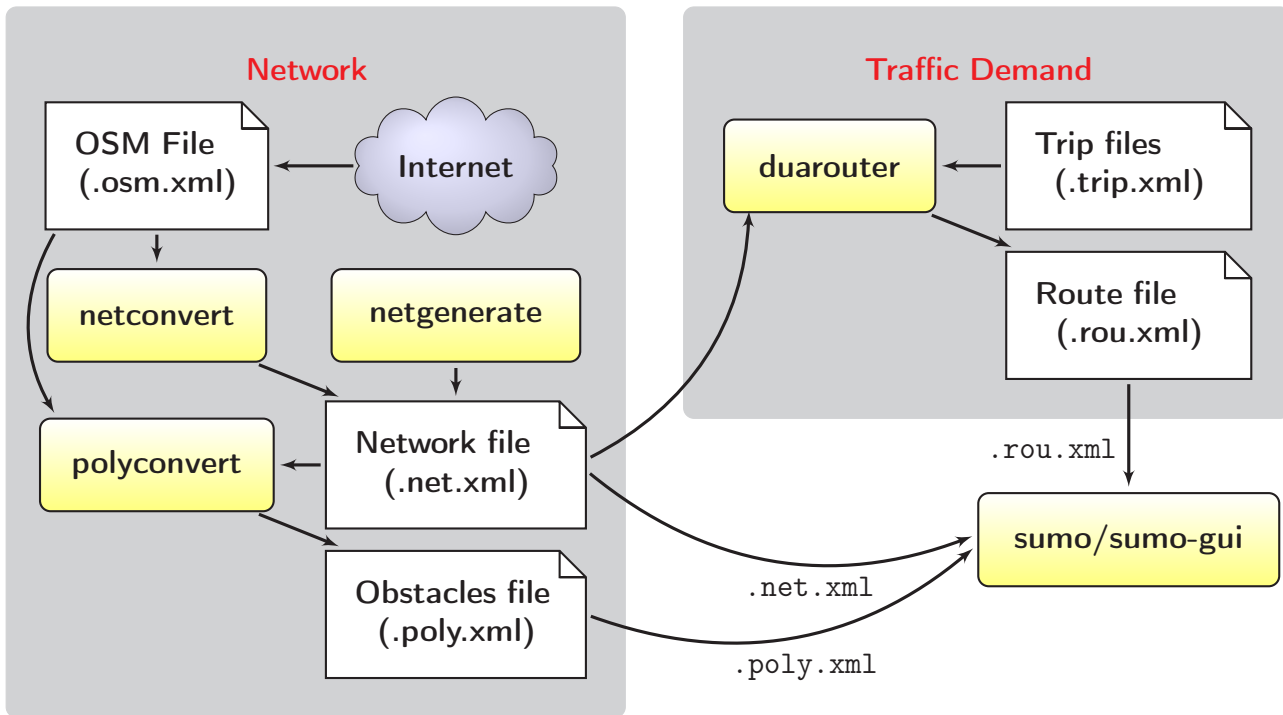 Network
OSM File
(.osm.xml)
Internet
netconvert
netgenerate
polyconvert
Network file
(.net.xml)
Obstacles file
(.poly.xml)
Traffic Demand
duarouter
Trip files
(.trip.xml)
Route file
(.rou.xml)
.rou.xml
sumo/sumo-gui
.net.xml
.poly.xml